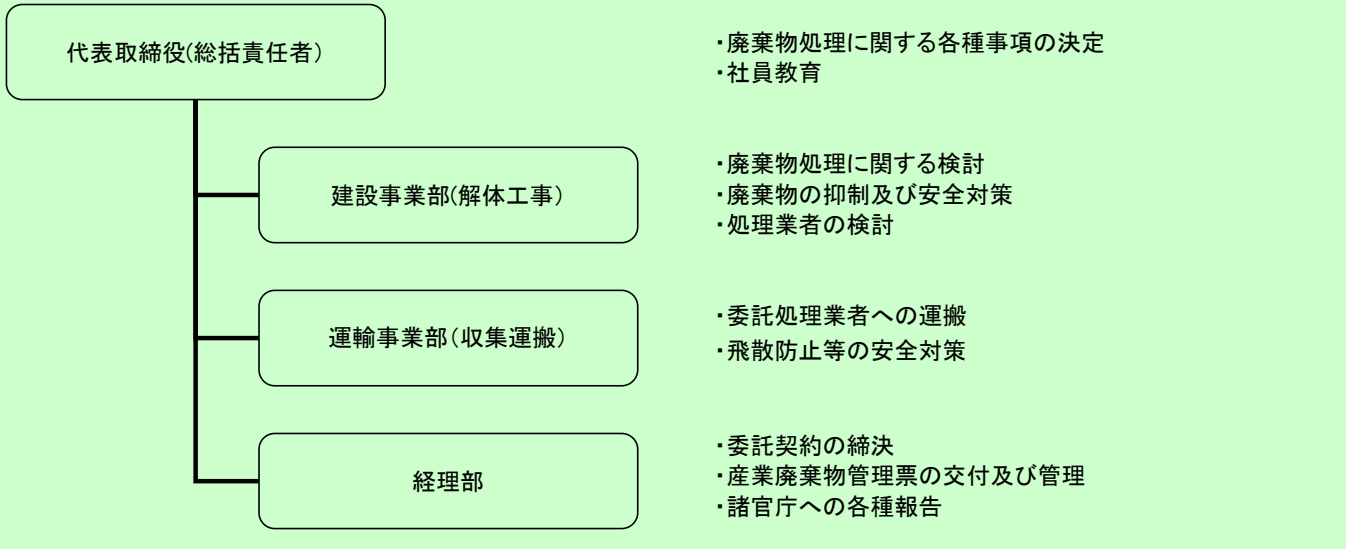 代表取締役(総括責任者)
・廃棄物処理に関する各種事項の決定
・社員教育
建設事業部(解体工事)
・廃棄物処理に関する検討
・廃棄物の抑制及び安全対策
・処理業者の検討
運輸事業部(収集運搬)
・委託処理業者への運搬
・飛散防止等の安全対策
経理部
・委託契約の締決
・産業廃棄物管理票の交付及び管理
・諸官庁への各種報告